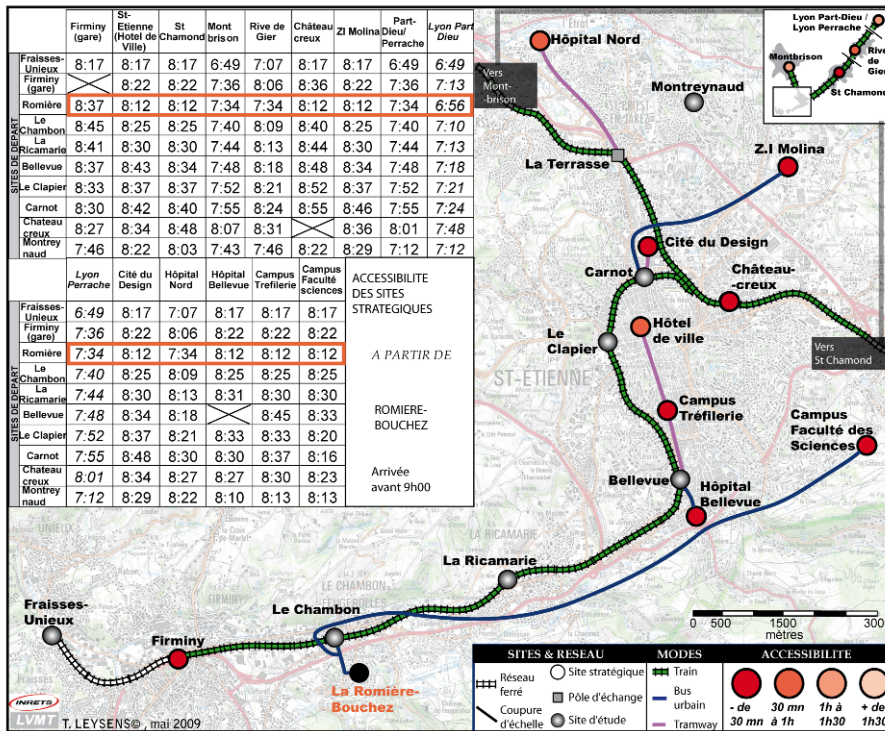 Firminy (gare) St-Etienne (Hotel de Ville) St Chamond Mont brison Rive de Gier Château creux ZI Molina Part-Dieu/ Perrache Lyon Part Dieu
SITES DE DEPART
Fraisses-Unieux 8:17 8:17 8:17 6:49 7:07 8:17 8:17 6:49 6:49
Firminy (gare) 8:22 8:22 7:36 8:06 8:36 8:22 7:36 7:13
Romière 8:37 8:12 8:12 7:34 7:34 8:12 8:12 7:34 6:56
Le Chambon 8:45 8:25 8:25 7:40 8:09 8:40 8:25 7:40 7:10
La Ricamarie 8:41 8:30 8:30 7:44 8:13 8:44 8:30 7:44 7:13
Bellevue 8:37 8:43 8:34 7:48 8:18 8:48 8:34 7:48 7:18
Le Clapier 8:33 8:37 8:37 7:52 8:21 8:52 8:37 7:52 7:21
Carnot 8:30 8:42 8:40 7:55 8:24 8:55 8:46 7:55 7:24
Chateau creux 8:27 8:34 8:48 8:07 8:31 8:36 8:01 7:48
Montrey naud 7:46 8:22 8:03 7:43 7:46 8:22 8:29 7:12 7:12
Lyon Perrache Cité du Design Hôpital Nord Hôpital Bellevue Campus Trefilerie Campus Faculté sciences
SITES DE DEPART
Fraisses-Unieux 6:49 8:17 7:07 8:17 8:17 8:17
Firminy (gare) 7:36 8:22 8:06 8:22 8:22 8:22
Romière 7:34 8:12 7:34 8:12 8:12 8:12
Le Chambon 7:40 8:25 8:09 8:25 8:25 8:25
La Ricamarie 7:44 8:30 8:13 8:31 8:30 8:30
Bellevue 7:48 8:34 8:18 8:45 8:33
Le Clapier 7:52 8:37 8:21 8:33 8:33 8:20
Carnot 7:55 8:48 8:30 8:30 8:37 8:16
Chateau creux 8:01 8:34 8:27 8:27 8:30 8:23
Montrey naud 7:12 8:29 8:22 8:10 8:13 8:13
ACCESSIBILITE
DES SITES
STRATEGIQUES
A PARTIR DE
ROMIERE-
BOUCHEZ
Arrivée
avant 9h00
Lyon Part-Dieu /
Lyon Perrache
Montbrison
Rive
de
Gier
St Chamond
Hôpital Nord
Vers
Mont-
-brison
Montreynaud
Z.I Molina
La Terrasse
Cité du Design
Carnot
Château-
-creux
Hôtel
de ville
Le
Clapier
Vers
St Chamond
ST-ÉTIENNE
Campus
Tréfilerie
Campus
Faculté des
Sciences
Bellevue
Hôpital
Bellevue
LA RICAMARIE
La Ricamarie
UNIEUX
FIRMINY
LE CHAMBON-
FEUGEROLLES
Fraisses-
Unieux
Firminy
Le Chambon
La Romière-
Bouchez
0 500 300
mètres
SITES & RESEAU
Réseau
ferré
Coupure
d'échelle
Site stratégique
Pôle d'échange
Site d'étude
MODES
Train
Bus
urbain
Tramway
ACCESSIBILITE
- de
30 mn
30 mn
à 1h
1h à
1h30
+ de
1h30
INRETS
LVMT
T. LEYSENS© , mai 2009